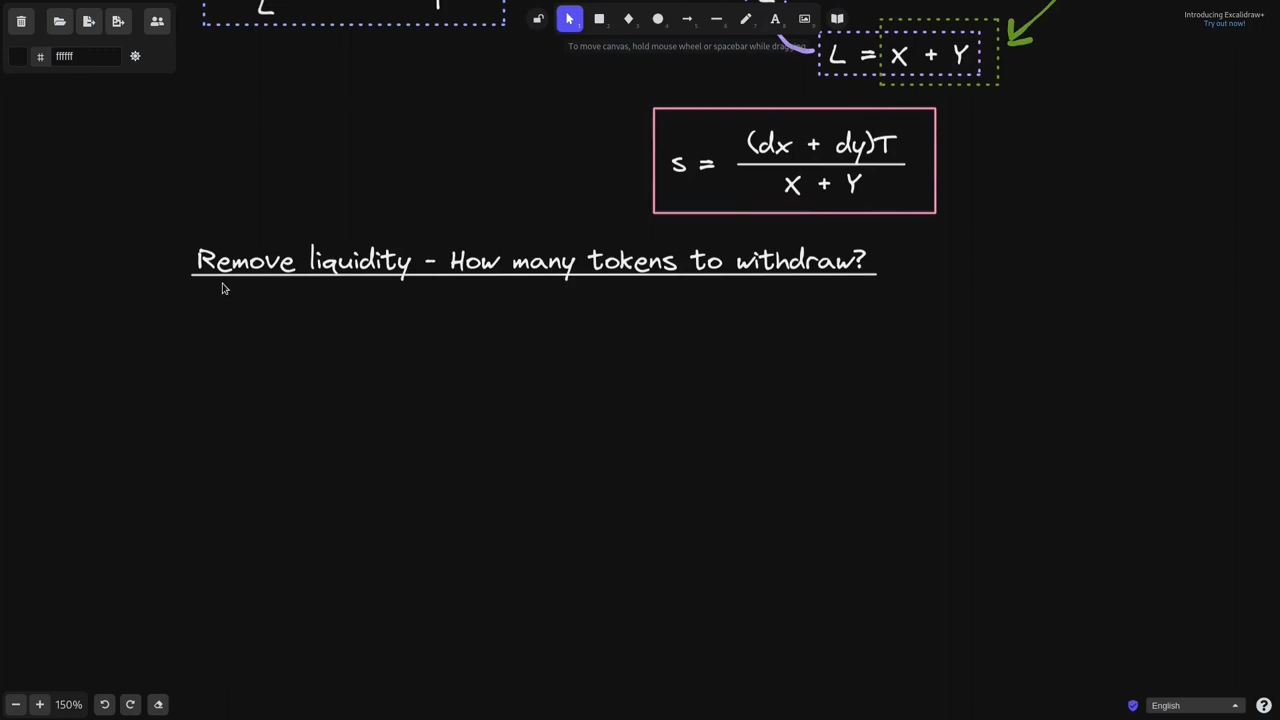 Introducing Excalidraw+
Try out now!
# ffffff
To move canvas, hold mouse wheel or spacebar while dragging
L = X + Y
s = (dx + dy)T
X + Y
Remove liquidity - How many tokens to withdraw?
150%
English